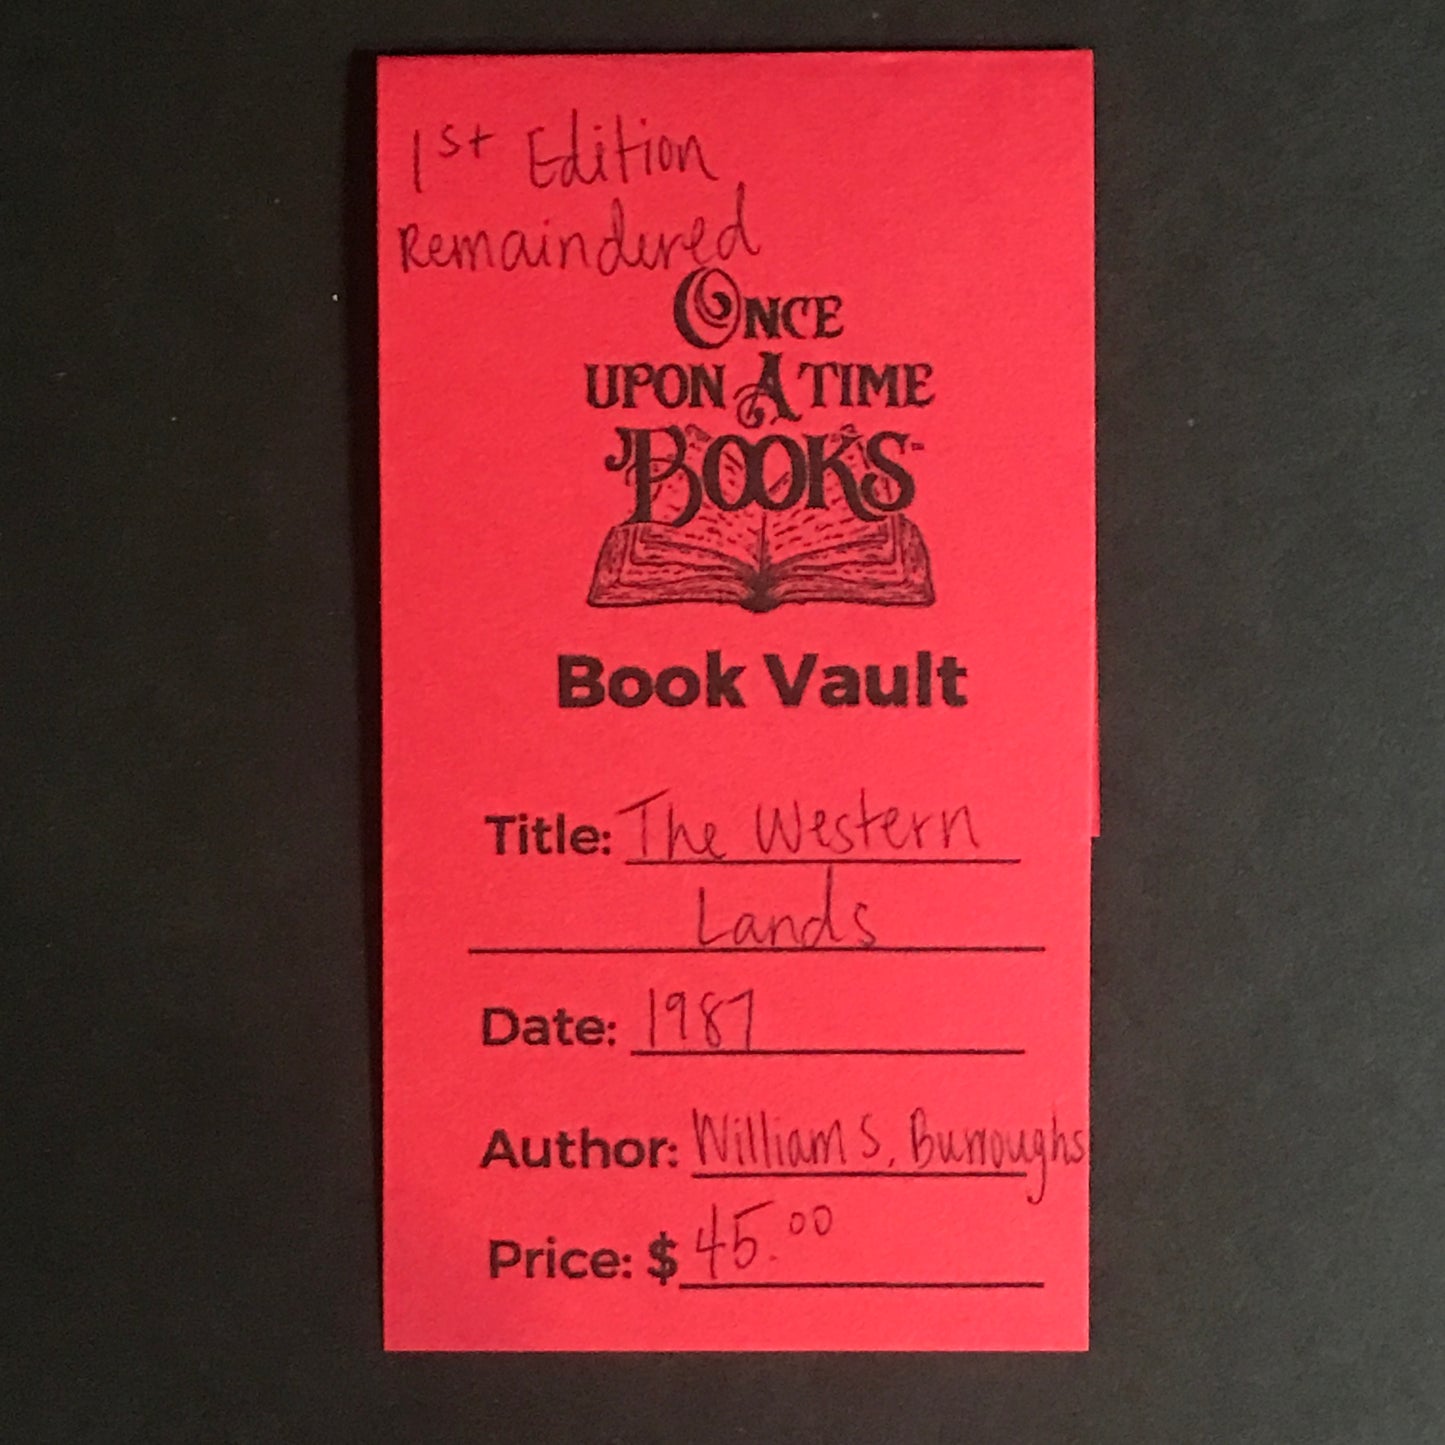 1st Edition
Remaindered
ONCE
UPON A TIME
BOOKS™
Book Vault
Title: The Western
Lands
Date: 1987
Author: William S. Burroughs
Price: $ 45.00